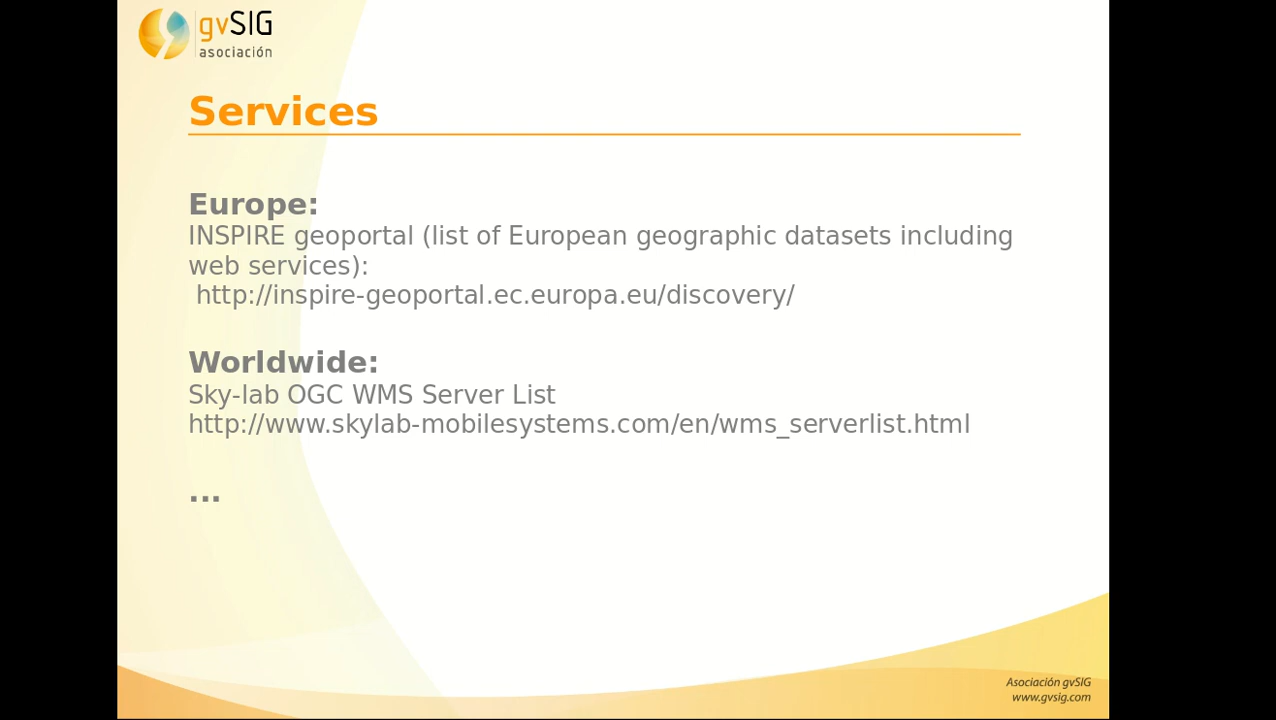 gvSIG
asociación
Services
Europe:
INSPIRE geoportal (list of European geographic datasets including
web services):
http://inspire-geoportal.ec.europa.eu/discovery/
Worldwide:
Sky-lab OGC WMS Server List
http://www.skylab-mobilesystems.com/en/wms_serverlist.html
...
Asociación gvSIG
www.gvsig.com